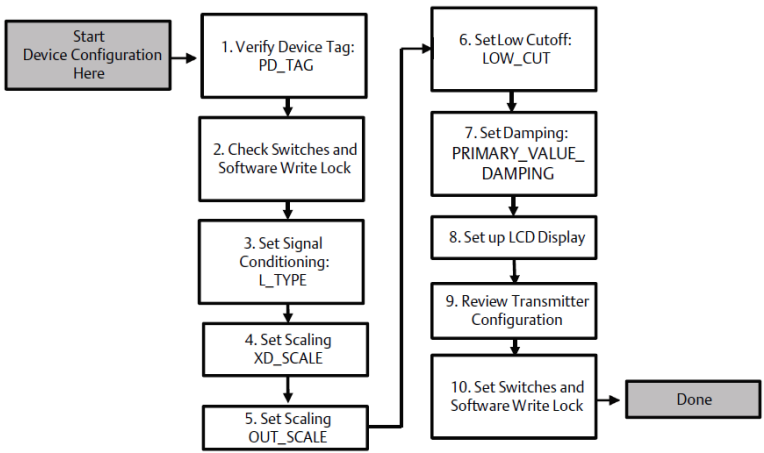 Start
Device Configuration
Here
1. Verify Device Tag:
PD_TAG
2. Check Switches and
Software Write Lock
3. Set Signal
Conditioning:
L_TYPE
4. Set Scaling
XD_SCALE
5. Set Scaling
OUT_SCALE
6. Set Low Cutoff:
LOW_CUT
7. Set Damping:
PRIMARY_VALUE_
DAMPING
8. Set up LCD Display
9. Review Transmitter
Configuration
10. Set Switches and
Software Write Lock
Done